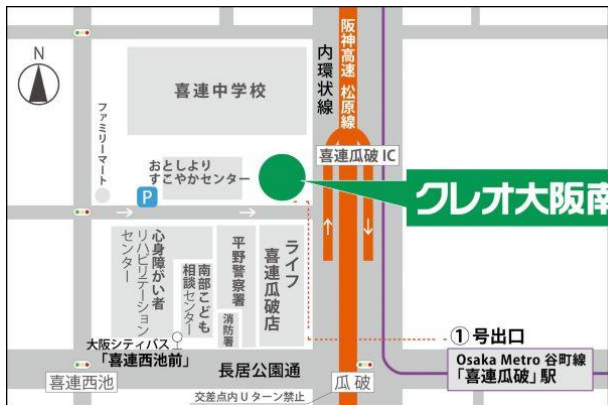 N
喜連中学校
ファミリーマート
おとしより
すこやかセンター
P
内環状線
阪神高速 松原線
喜連瓜破 IC
クレオ大阪南
心身障がい者
リハビリテーション
センター
南部こども
相談センター
平野警察署
消防署
ライフ
喜連瓜破店
大阪シティバス
「喜連西池前」
喜連西池
長居公園通
交差点内 U ターン禁止
瓜破
①号出口
Osaka Metro 谷町線
「喜連瓜破」駅